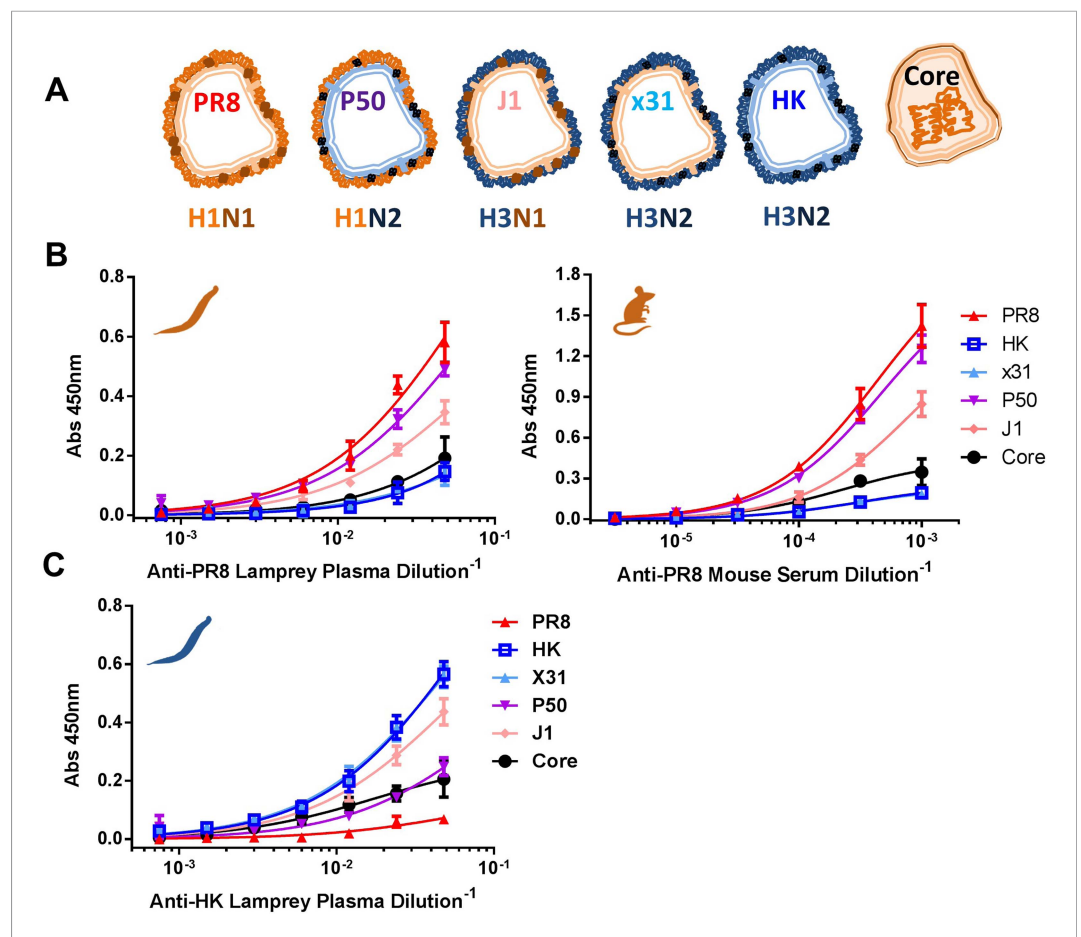 A
PR8
P50
J1
x31
HK
Core
H1N1
H1N2
H3N1
H3N2
H3N2
B
0.8
0.6
0.4
0.2
0.0
Abs 450nm
10-3
10-2
10-1
Anti-PR8 Lamprey Plasma Dilution-1
1.8
1.5
1.2
0.9
0.6
0.3
0.0
Abs 450nm
10-5
10-4
10-3
Anti-PR8 Mouse Serum Dilution-1
PR8
HK
x31
P50
J1
Core
C
0.8
0.6
0.4
0.2
0.0
Abs 450nm
10-3
10-2
10-1
Anti-HK Lamprey Plasma Dilution-1
PR8
HK
X31
P50
J1
Core